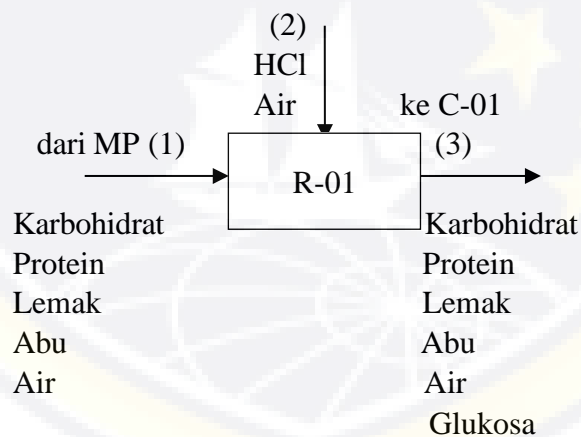 (2)
HCl
Air
ke C-01
dari MP (1)
(3)
R-01
Karbohidrat
Protein
Lemak
Abu
Air
Karbohidrat
Protein
Lemak
Abu
Air
Glukosa